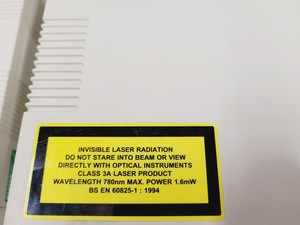 INVISIBLE LASER RADIATION
DO NOT STARE INTO BEAM OR VIEW
DIRECTLY WITH OPTICAL INSTRUMENTS
CLASS 3A LASER PRODUCT
WAVELENGTH 780nm MAX. POWER 1.6mW
BS EN 60825-1 : 1994